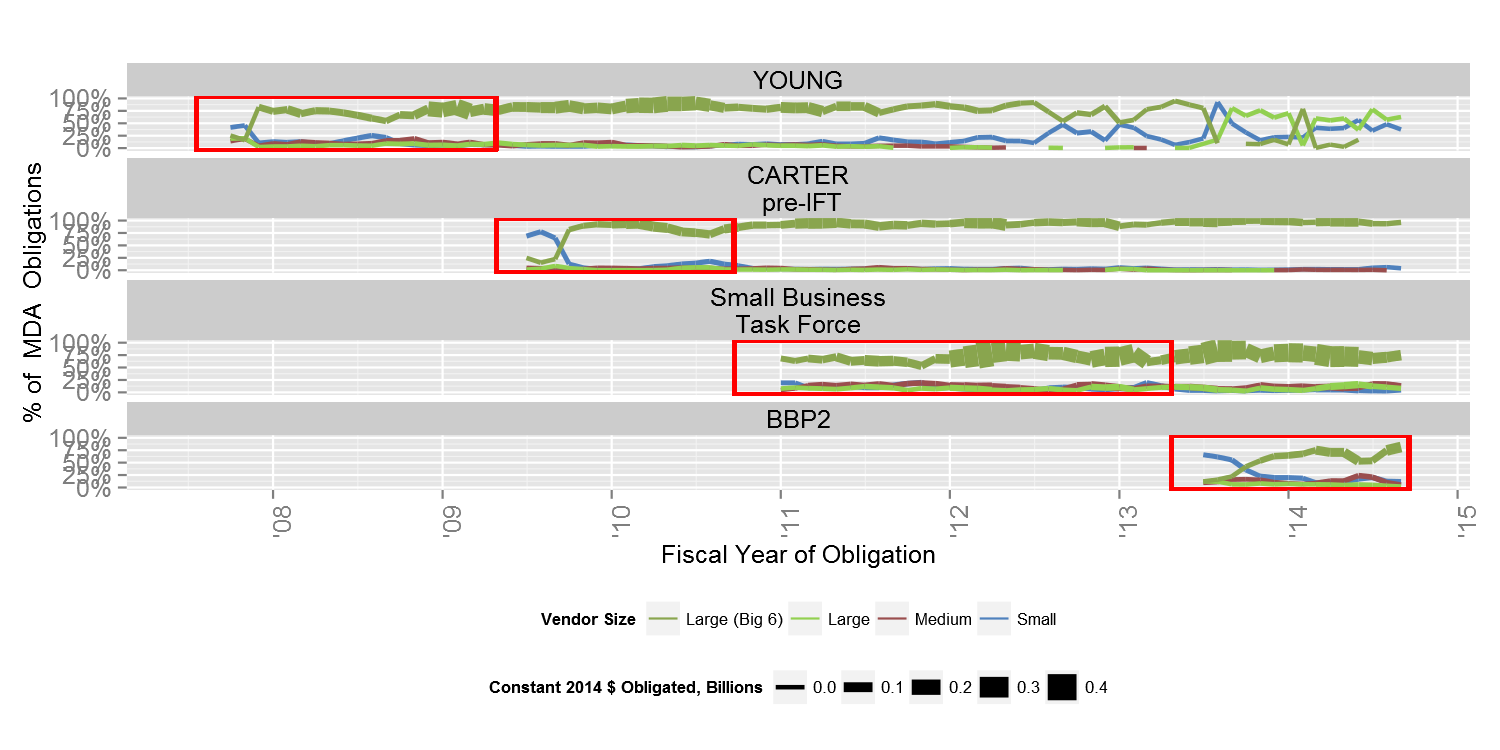 YOUNG
100%
75%
50%
25%
0%
CARTER
pre-IFT
100%
75%
50%
25%
0%
Small Business
Task Force
100%
75%
50%
25%
0%
BBP2
100%
75%
50%
25%
0%
% of MDA Obligations
'08 '09 '10 '11 '12 '13 '14 '15
Fiscal Year of Obligation
Vendor Size Large (Big 6) Large Medium Small
Constant 2014 $ Obligated, Billions 0.0 0.1 0.2 0.3 0.4